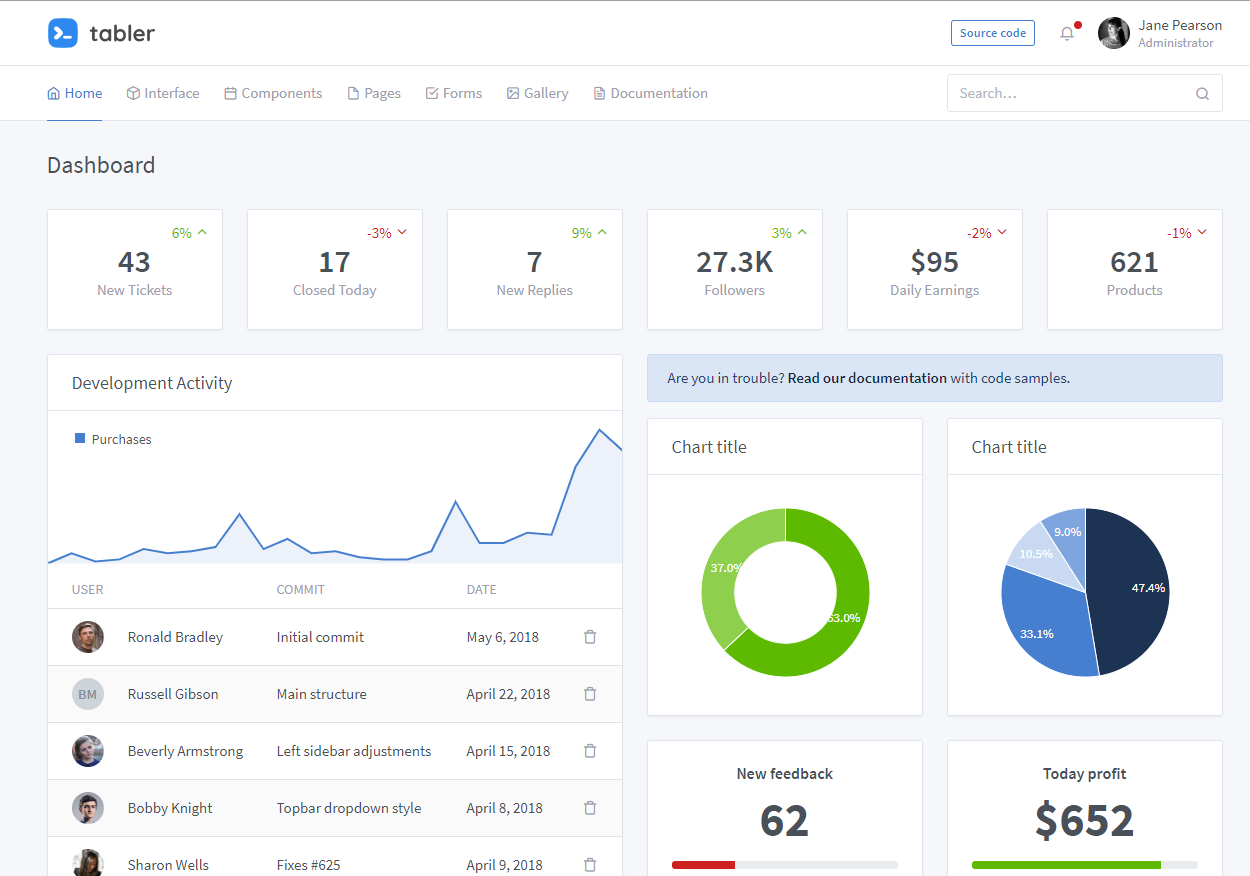 tabler
Source code
Jane Pearson
Administrator
Home
Interface
Components
Pages
Forms
Gallery
Documentation
Search…
Dashboard
6%
43
New Tickets
-3%
17
Closed Today
9%
7
New Replies
3%
27.3K
Followers
-2%
$95
Daily Earnings
-1%
621
Products
Development Activity
Purchases
USER COMMIT DATE
Ronald Bradley Initial commit May 6, 2018
BM Russell Gibson Main structure April 22, 2018
Beverly Armstrong Left sidebar adjustments April 15, 2018
Bobby Knight Topbar dropdown style April 8, 2018
Sharon Wells Fixes #625 April 9, 2018
Are you in trouble? Read our documentation with code samples.
Chart title
37.0%
63.0%
Chart title
9.0%
10.5%
47.4%
33.1%
New feedback
62
Today profit
$652